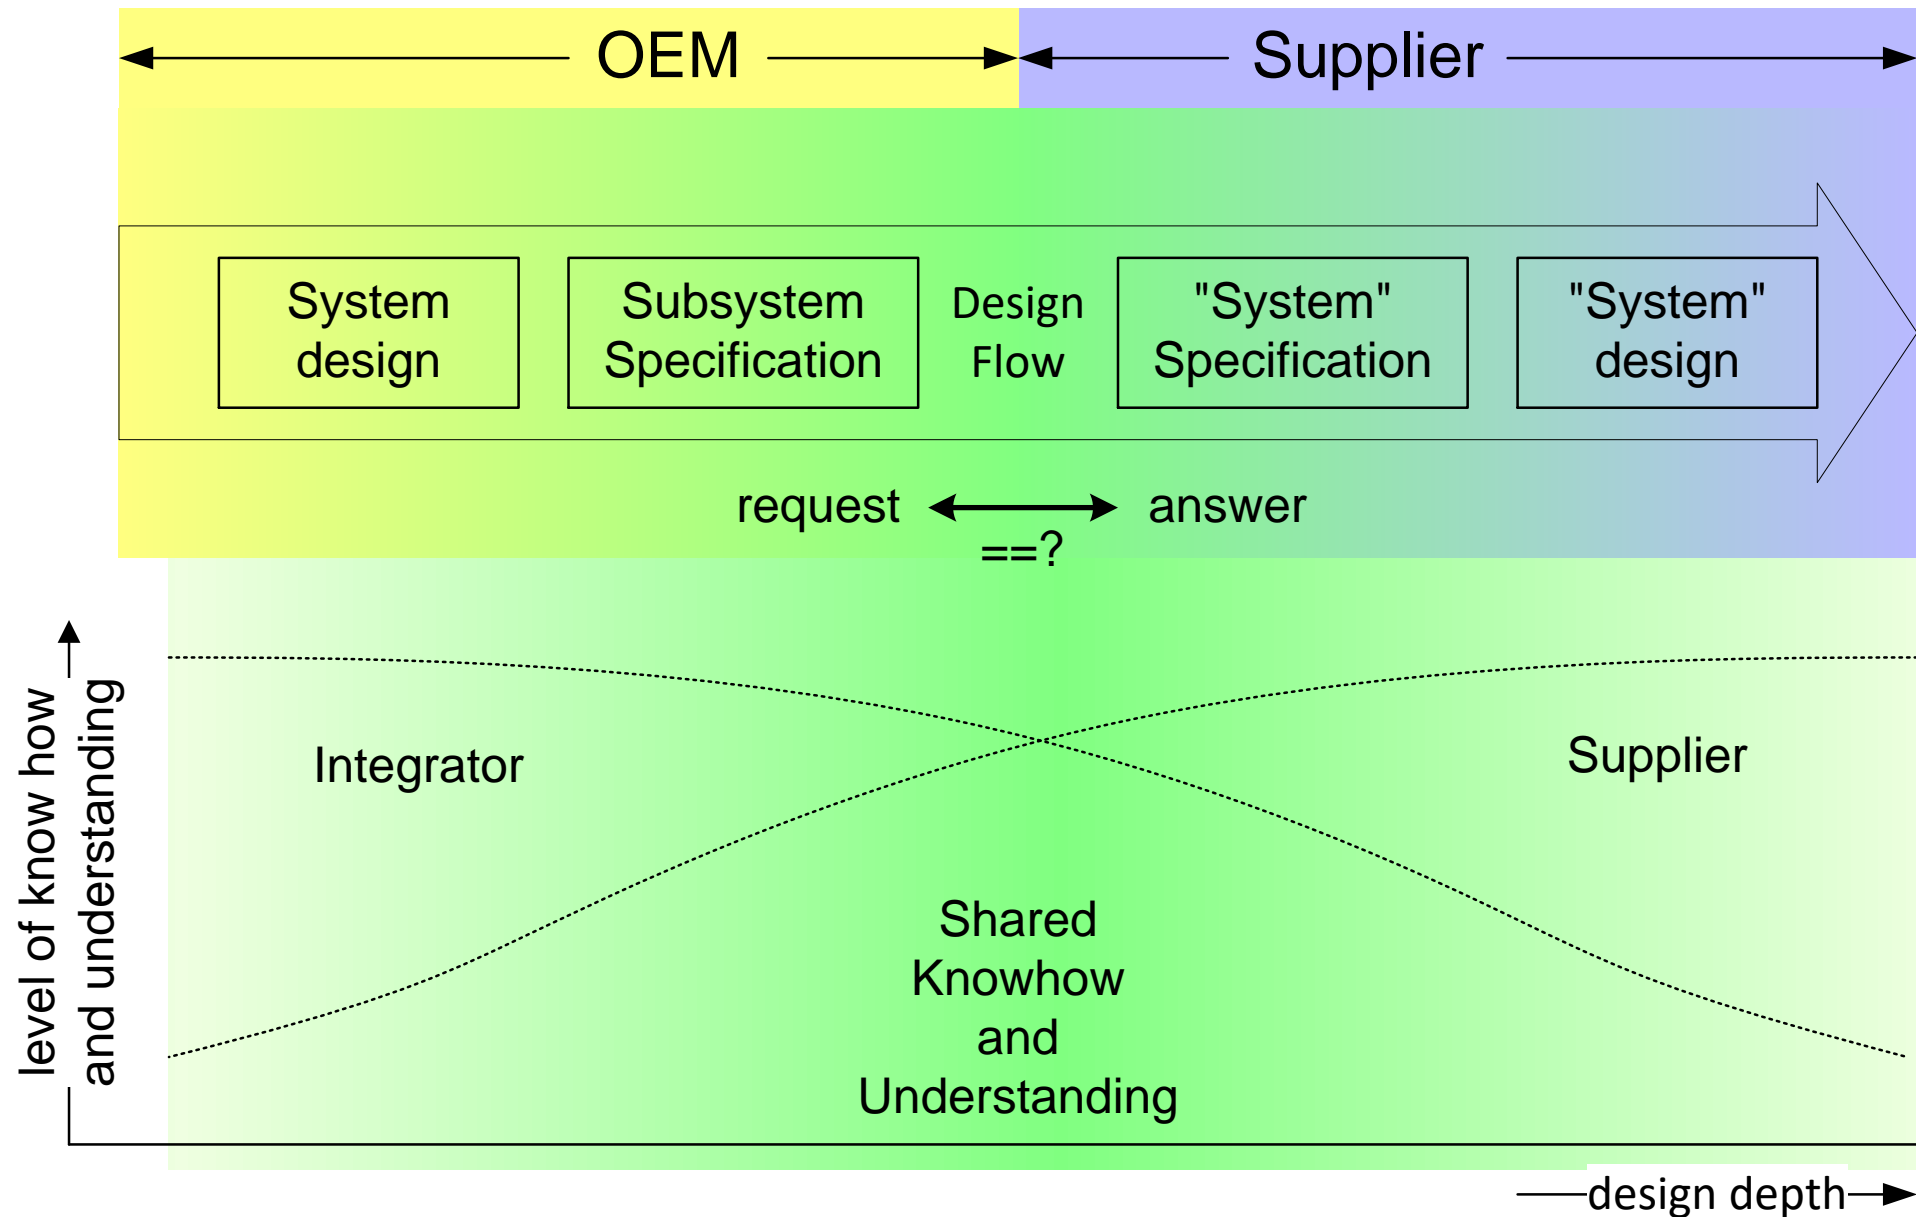 OEM
Supplier
System
design
Subsystem
Specification
Design
Flow
"System"
Specification
"System"
design
request
answer
==?
level of know how
and understanding
Integrator
Supplier
Shared
Knowhow
and
Understanding
design depth